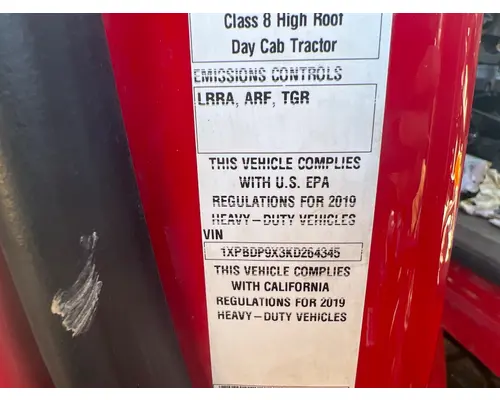 Class 8 High Roof
Day Cab Tractor
EMISSIONS CONTROLS
LRRA, ARF, TGR
THIS VEHICLE COMPLIES
WITH U.S. EPA
REGULATIONS FOR 2019
HEAVY-DUTY VEHICLES
VIN
1XPBDP9X3KD264345
THIS VEHICLE COMPLIES
WITH CALIFORNIA
REGULATIONS FOR 2019
HEAVY-DUTY VEHICLES